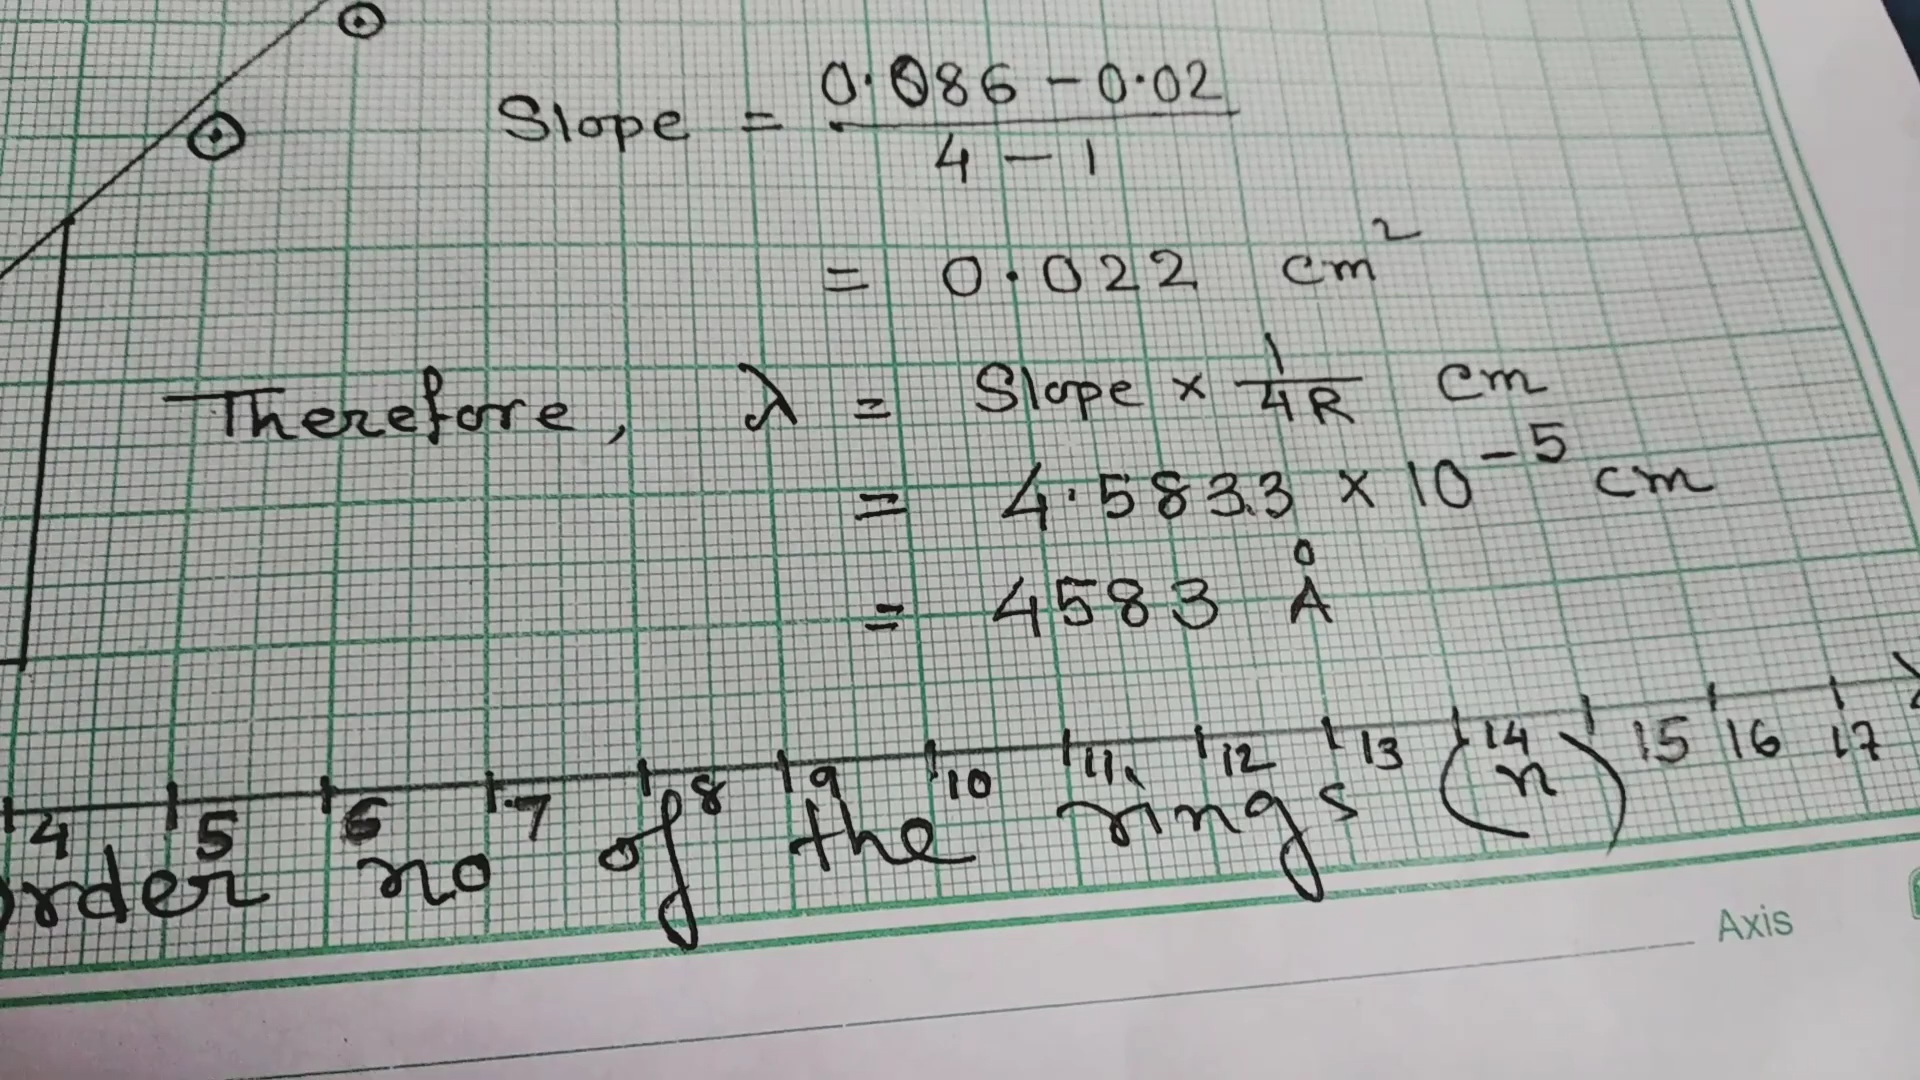 Slope = 0.086 - 0.02
4 - 1
= 0.022 cm²
Therefore, λ = Slope × 1/4R cm
= 4.5833 × 10⁻⁵ cm
= 4583 Å
4 5 6 7 8 9 10 11 12 13 14 15 16 17
Order no of the rings (n)
Axis